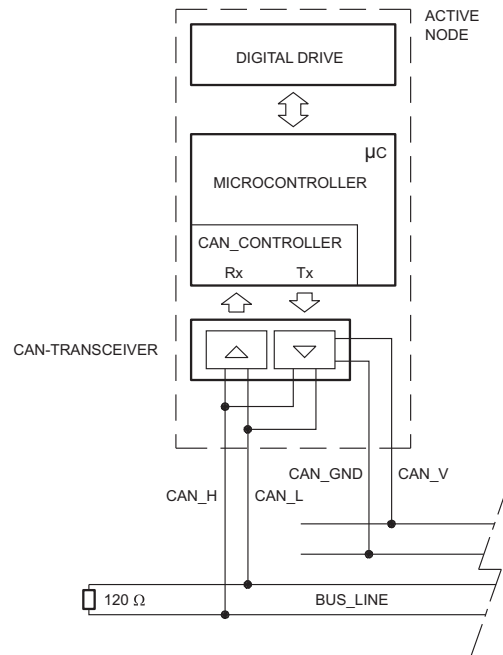 ACTIVE
NODE
DIGITAL DRIVE
µC
MICROCONTROLLER
CAN_CONTROLLER
Rx Tx
CAN-TRANSCEIVER
CAN_GND CAN_V
CAN_H CAN_L
120 Ω BUS_LINE